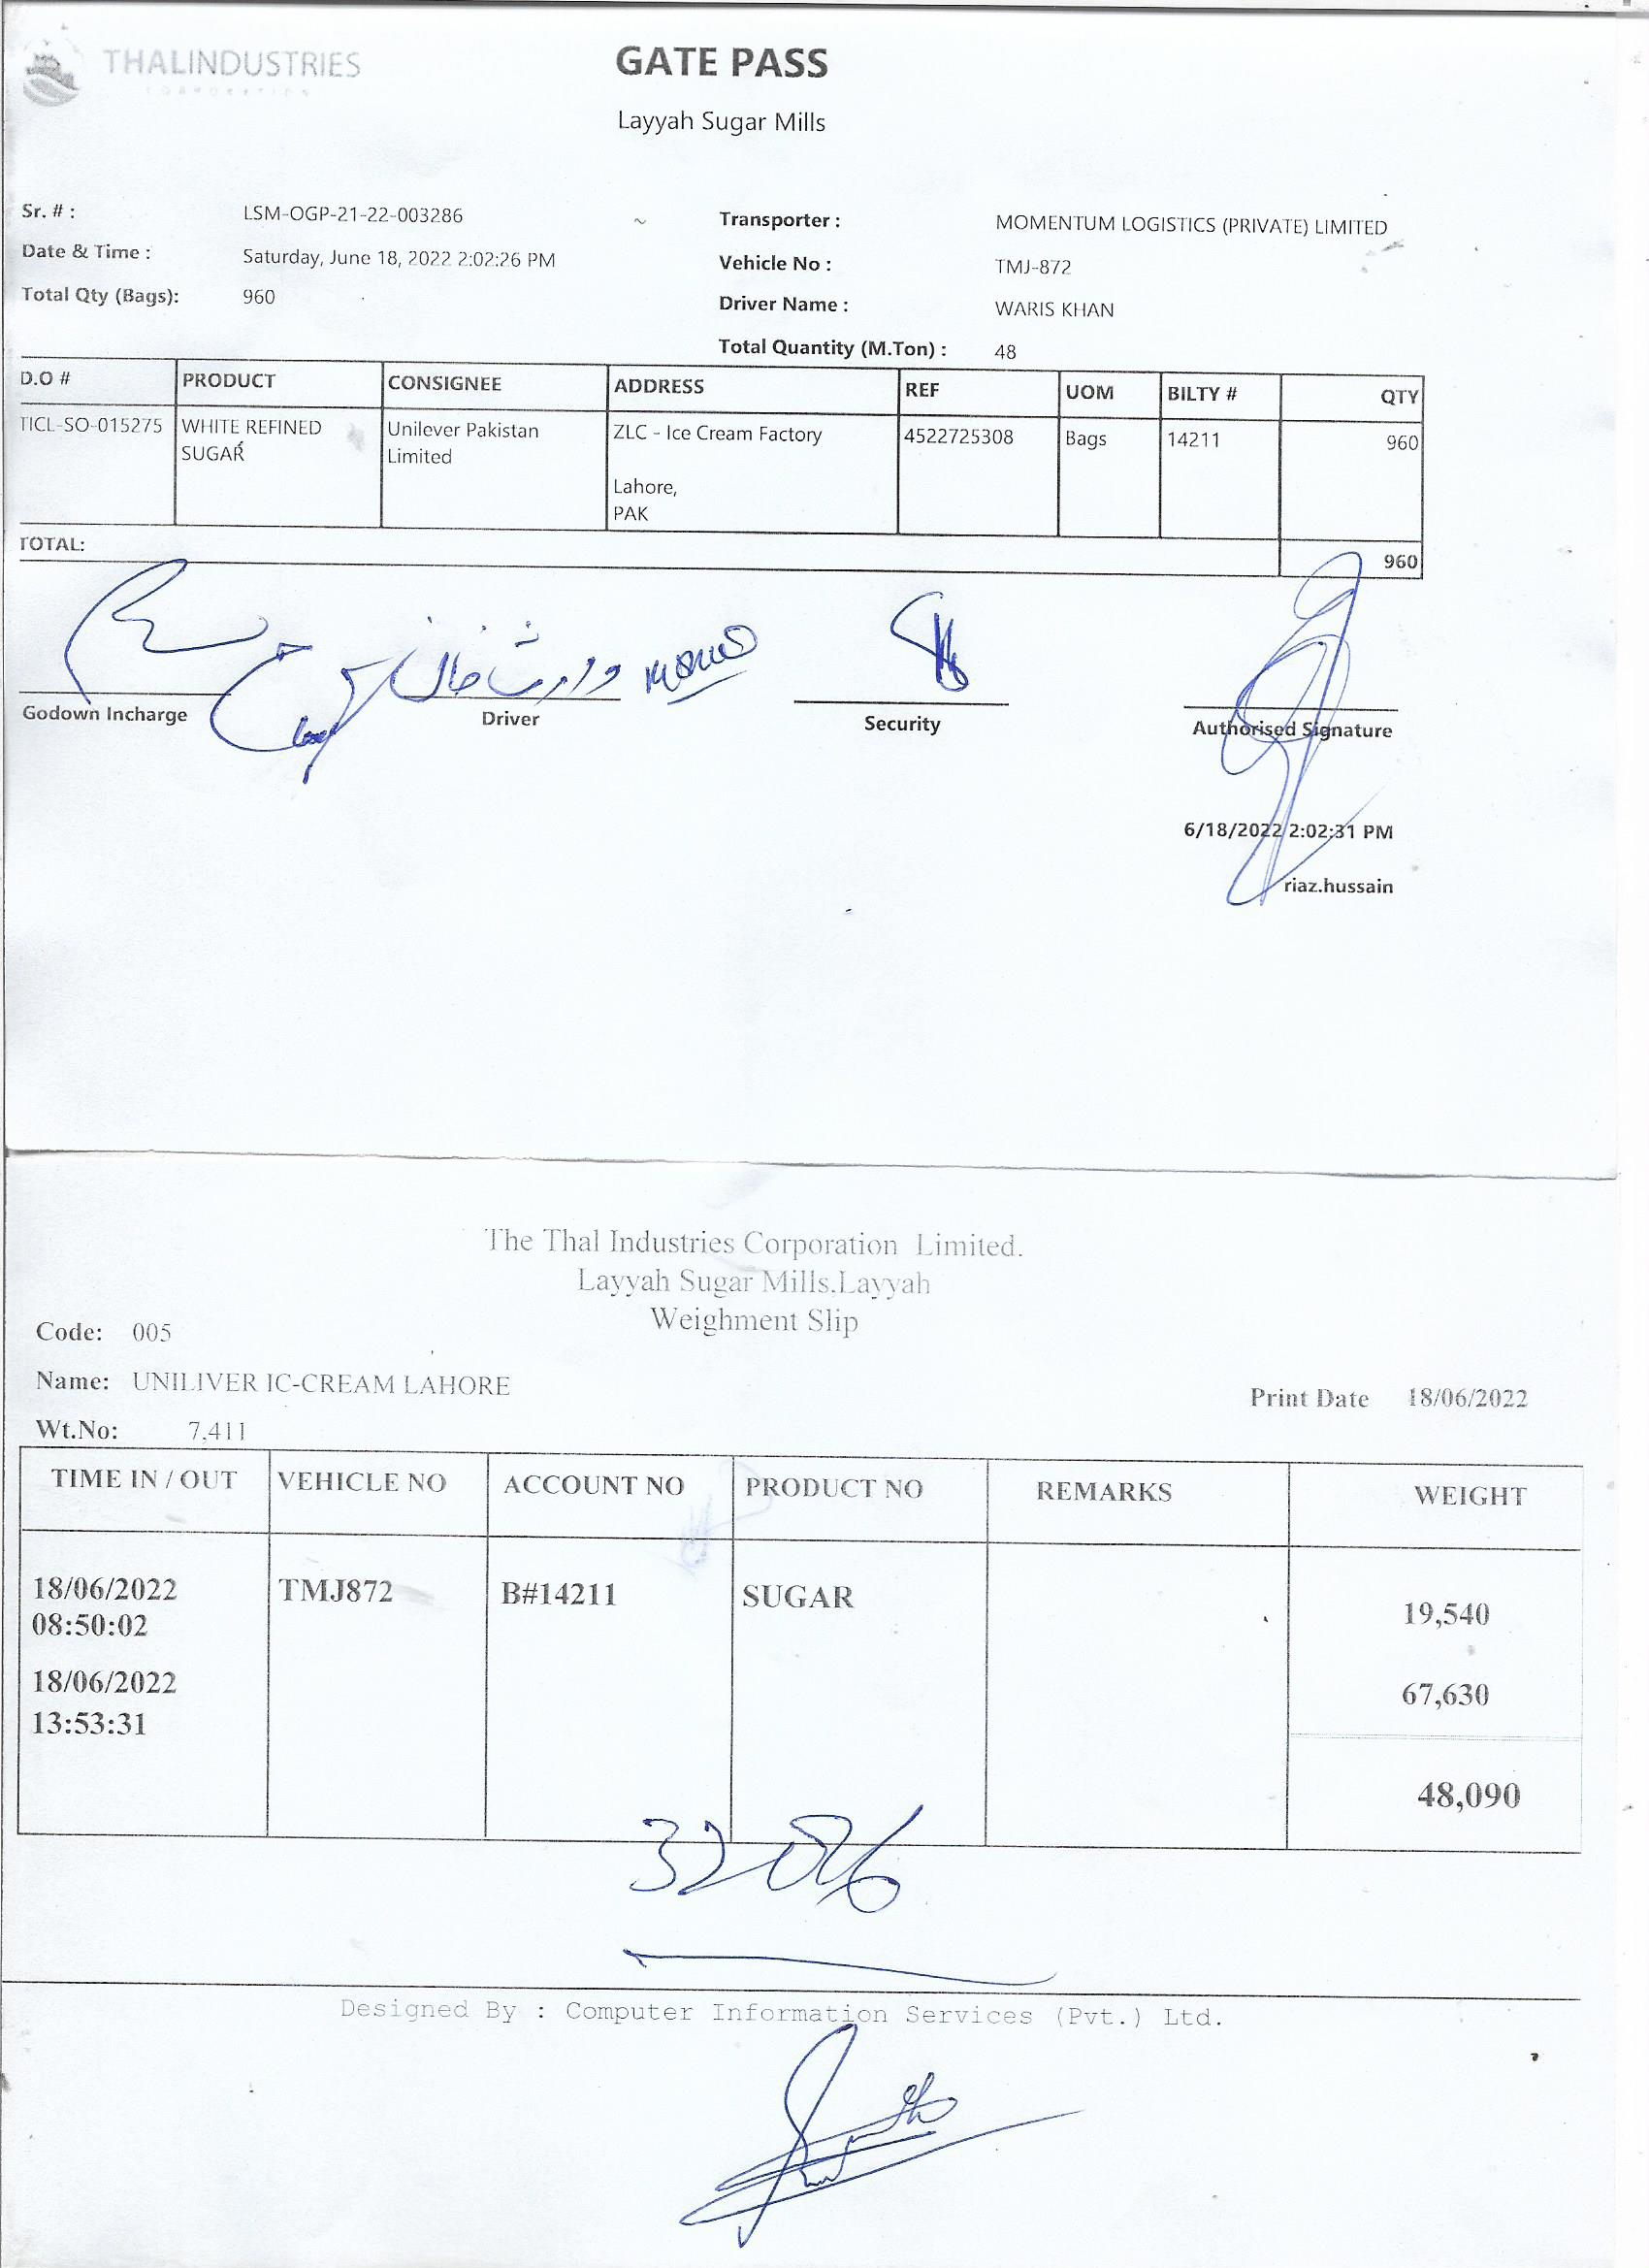 THALINDUSTRIES
CORPORATION
GATE PASS
Layyah Sugar Mills
Sr. # : LSM-OGP-21-22-003286
Transporter : MOMENTUM LOGISTICS (PRIVATE) LIMITED
Date & Time : Saturday, June 18, 2022 2:02:26 PM
Vehicle No : TMJ-872
Total Qty (Bags): 960
Driver Name : WARIS KHAN
Total Quantity (M.Ton) : 48
D.O # PRODUCT CONSIGNEE ADDRESS REF UOM BILTY # QTY
TICL-SO-015275 WHITE REFINED Unilever Pakistan ZLC - Ice Cream Factory 4522725308 Bags 14211 960
SUGAR Limited
Lahore,
PAK
TOTAL: 960
وارث خان
Godown Incharge Driver Security Authorised Signature
6/18/2022 2:02:31 PM
riaz.hussain
The Thal Industries Corporation Limited.
Layyah Sugar Mills.Layyah
Weighment Slip
Code: 005
Name: UNILIVER IC-CREAM LAHORE
Print Date 18/06/2022
Wt.No: 7,411
TIME IN / OUT VEHICLE NO ACCOUNT NO PRODUCT NO REMARKS WEIGHT
18/06/2022 TMJ872 B#14211 SUGAR 19,540
08:50:02
18/06/2022 67,630
13:53:31
48,090
Designed By : Computer Information Services (Pvt.) Ltd.